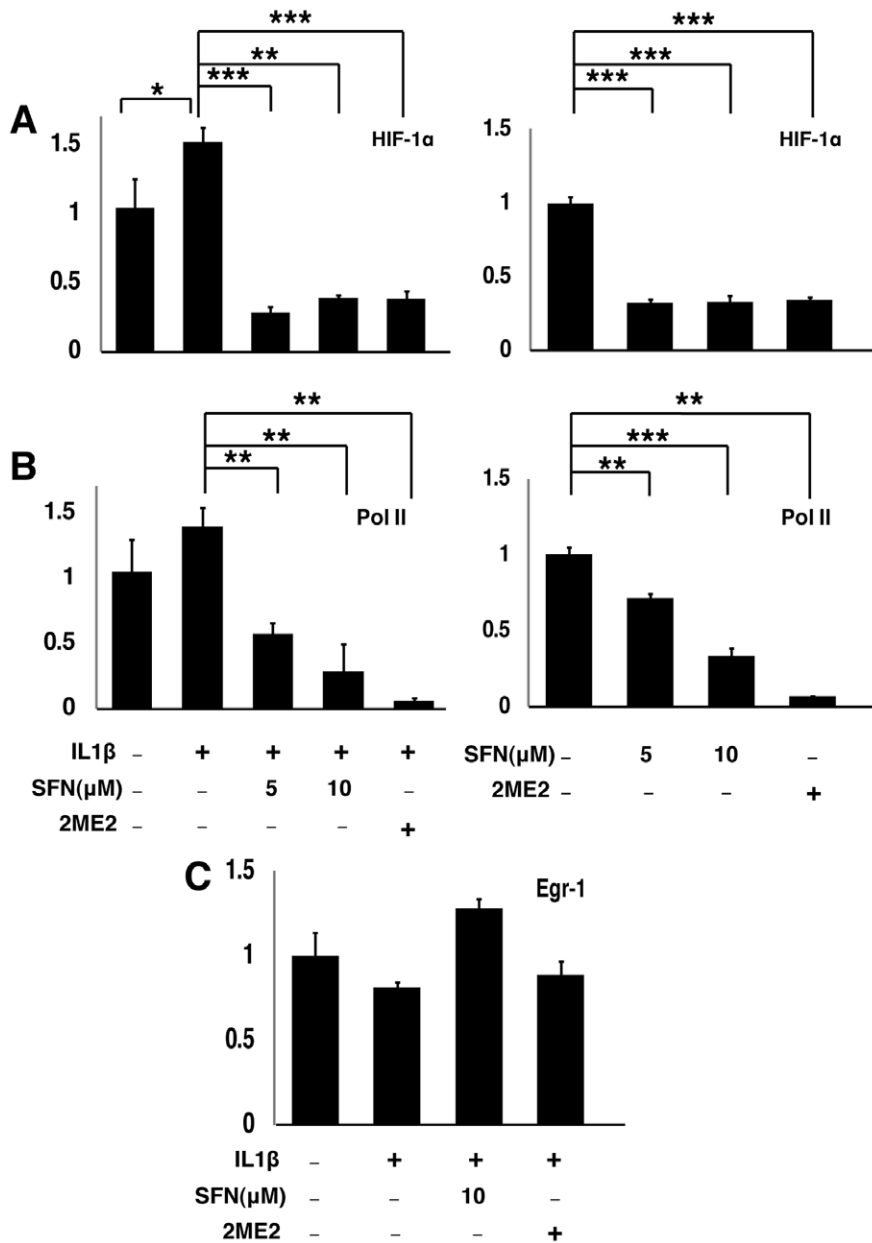 *** ***
** ***
* *** ***
A
HIF-1α HIF-1α
1.5 1.5
1 1
0.5 0.5
0 0
** **
** ***
** **
B
Pol II Pol II
1.5 1.5
1 1
0.5 0.5
0 0
IL1β – + + + +
SFN(μM) – – 5 10 –
2ME2 – – – – +
SFN(μM) – 5 10 –
2ME2 – – – +
C
Egr-1
1.5
1
0.5
0
IL1β – + + +
SFN(μM) – – 10 –
2ME2 – – – +